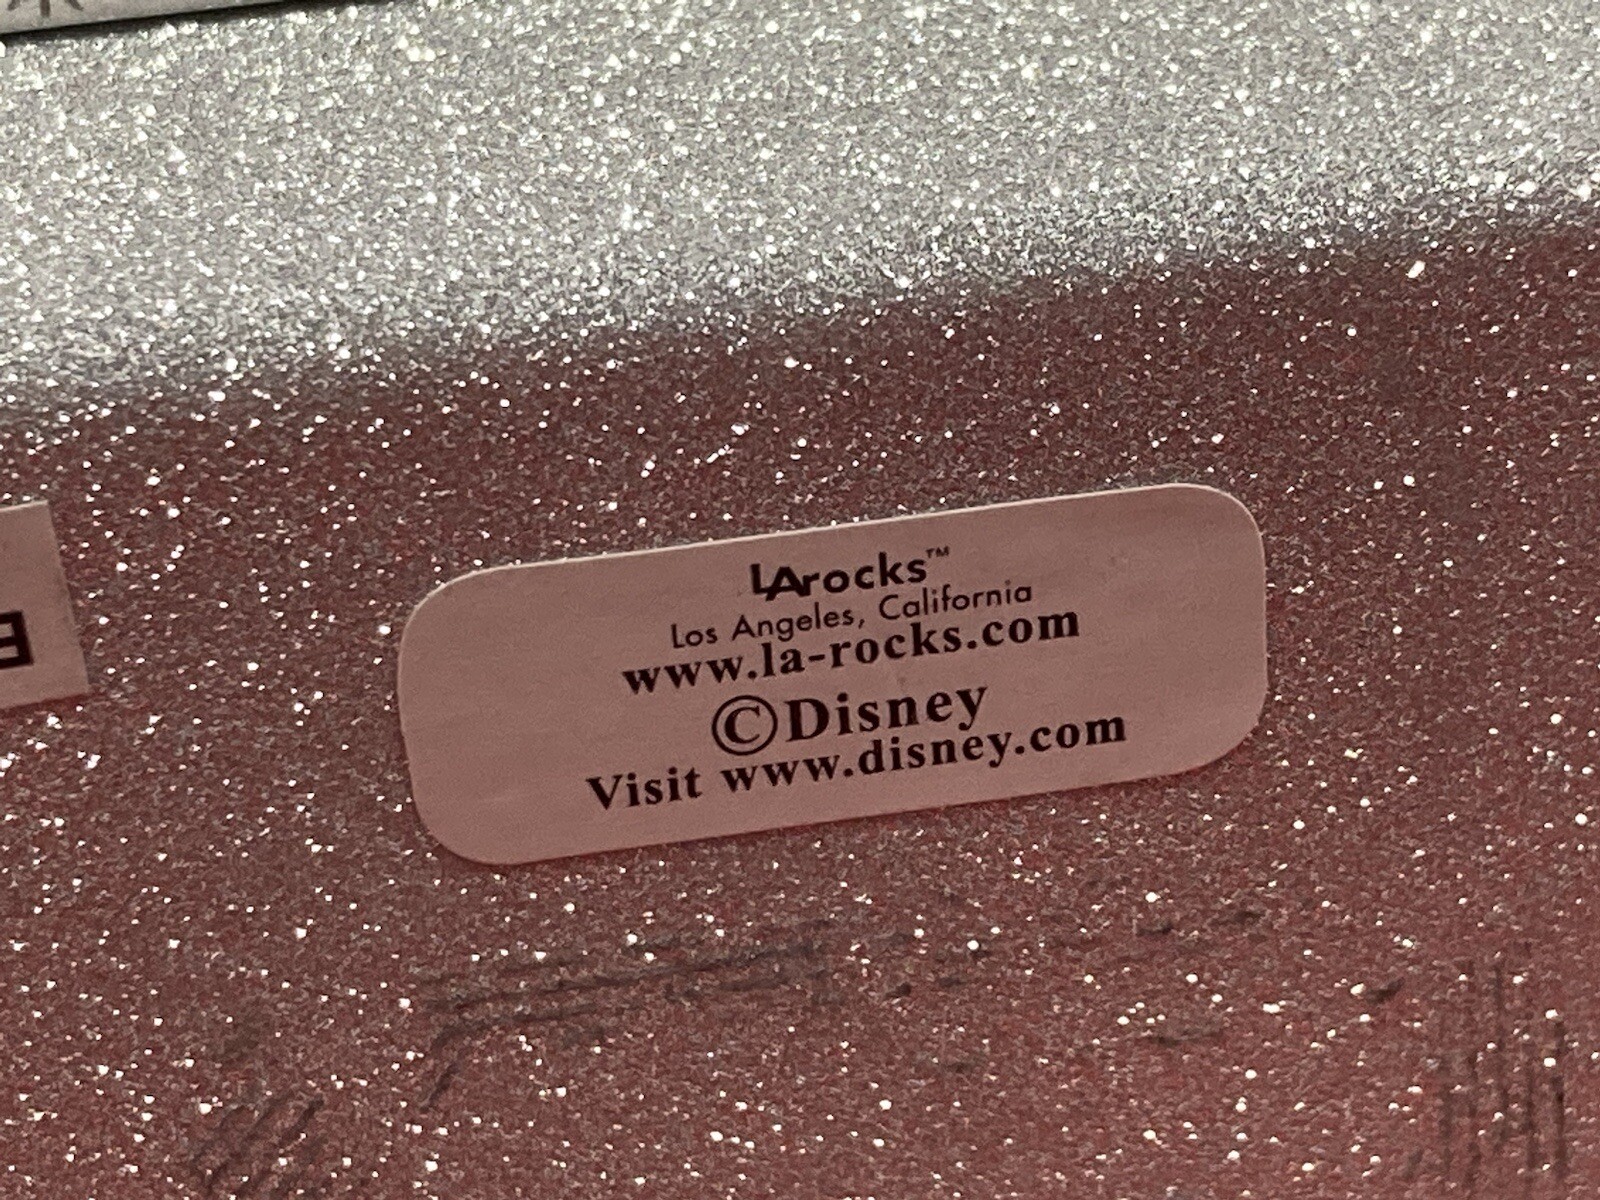 LArocks™
Los Angeles, California
www.la-rocks.com
©Disney
Visit www.disney.com
E